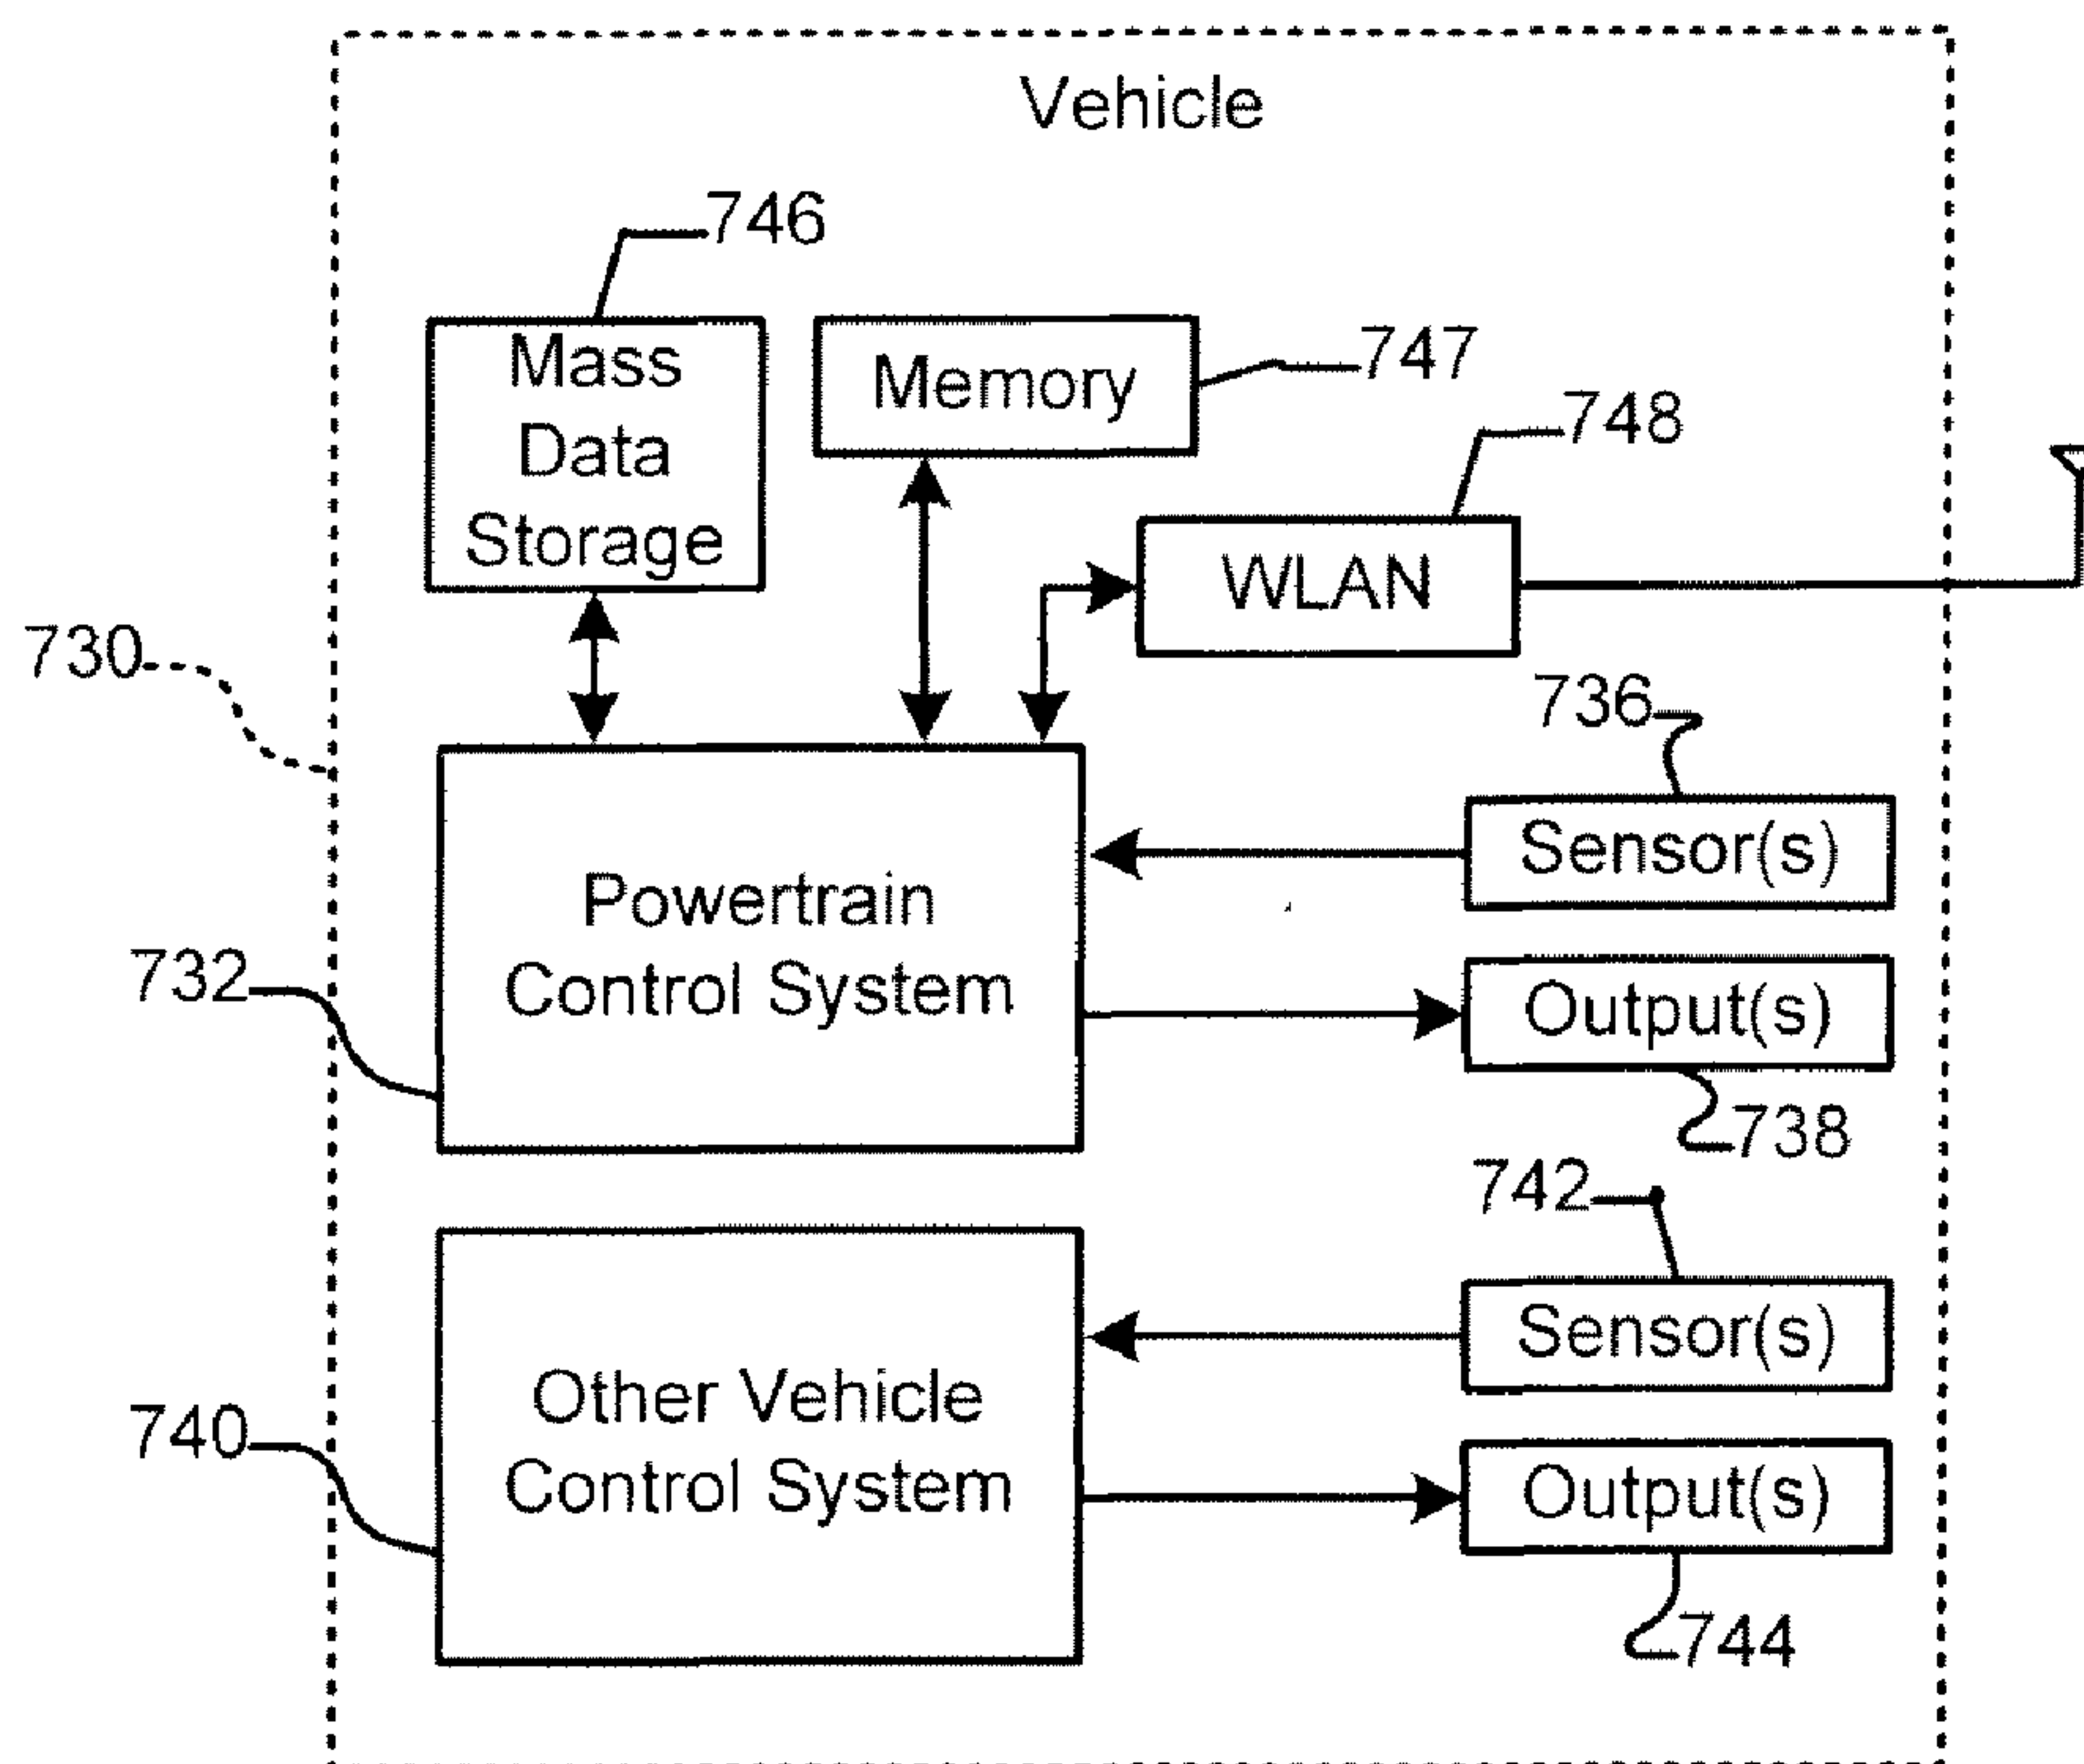 Vehicle
746
Mass
Data
Storage
Memory
747
748
WLAN
730
736
Sensor(s)
Powertrain
Control System
732
Output(s)
738
742
Sensor(s)
Other Vehicle
Control System
740
Output(s)
744